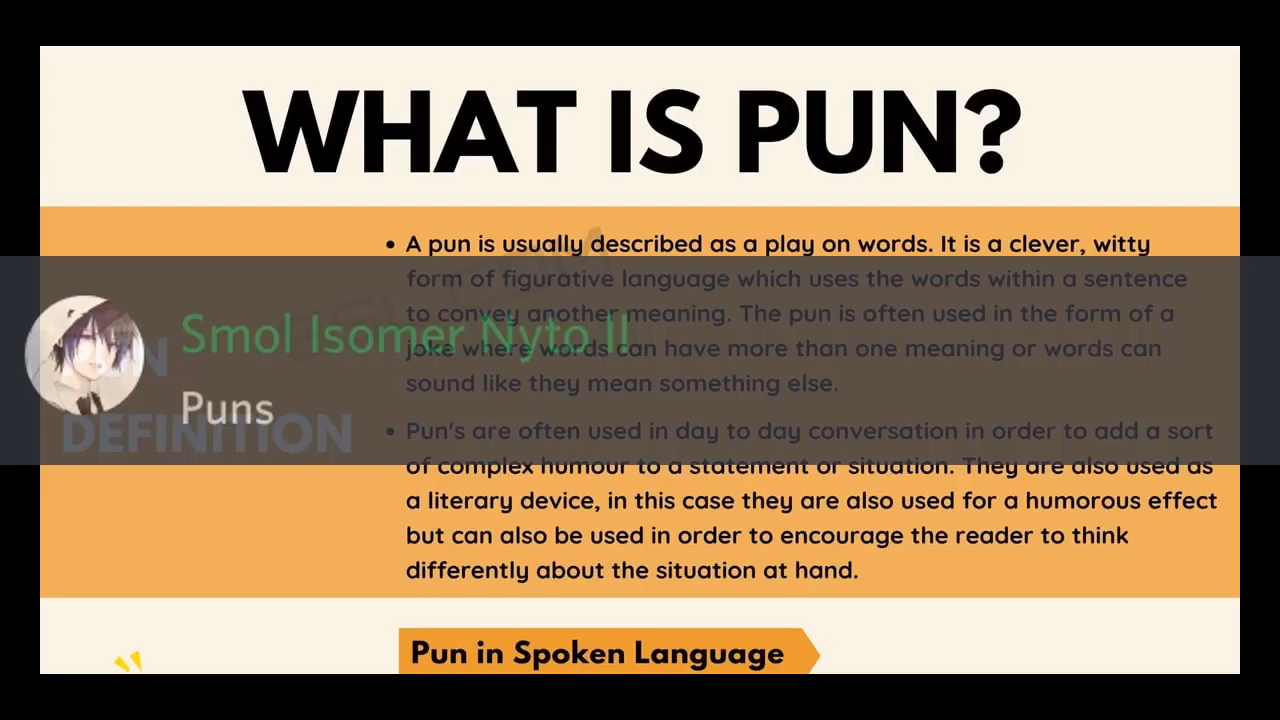 WHAT IS PUN?
• A pun is usually described as a play on words. It is a clever, witty
form of figurative language which uses the words within a sentence
to convey another meaning. The pun is often used in the form of a
joke where words can have more than one meaning or words can
sound like they mean something else.
Smol Isomer Nyto II
Puns
DEFINITION
• Pun's are often used in day to day conversation in order to add a sort
of complex humour to a statement or situation. They are also used as
a literary device, in this case they are also used for a humorous effect
but can also be used in order to encourage the reader to think
differently about the situation at hand.
Pun in Spoken Language